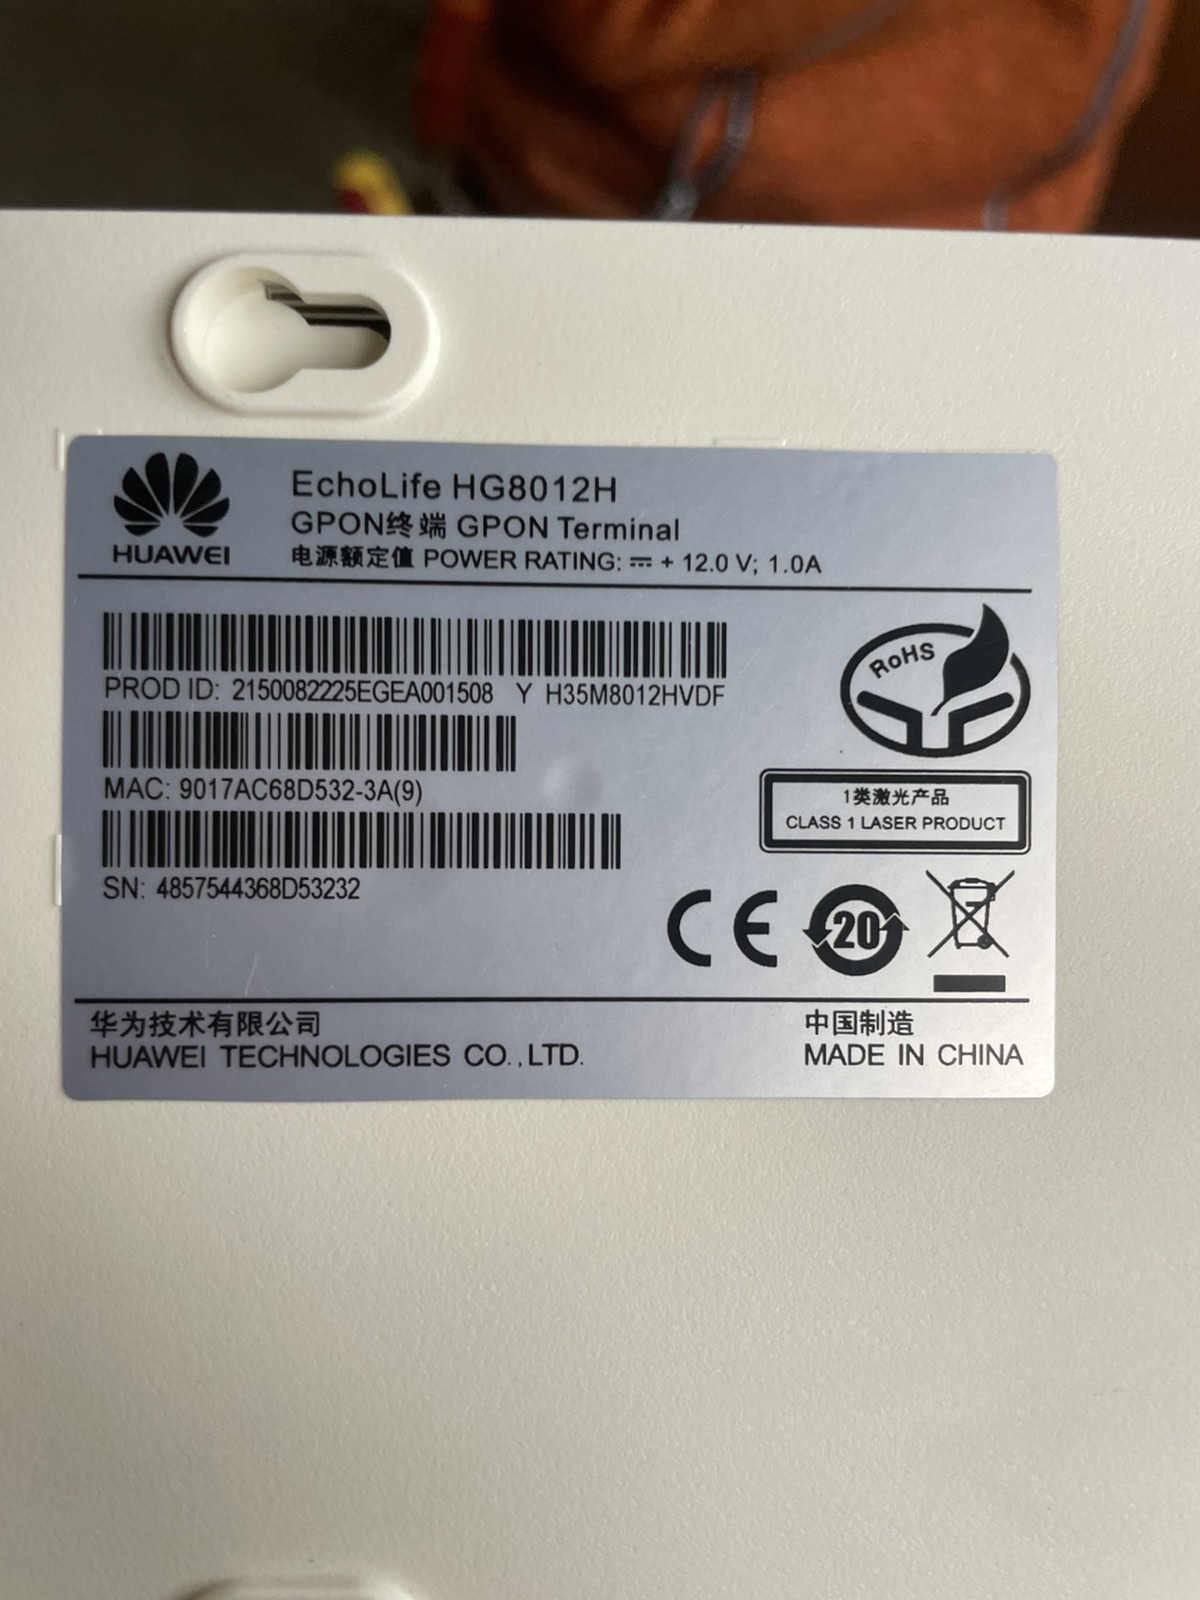 HUAWEI
EchoLife HG8012H
GPON终端 GPON Terminal
电源额定值 POWER RATING: ⎓ + 12.0 V; 1.0A
PROD ID: 2150082225EGEA001508 Y H35M8012HVDF
MAC: 9017AC68D532-3A(9)
SN: 4857544368D53232
RoHS
1类激光产品
CLASS 1 LASER PRODUCT
CE
20
华为技术有限公司
HUAWEI TECHNOLOGIES CO.,LTD.
中国制造
MADE IN CHINA